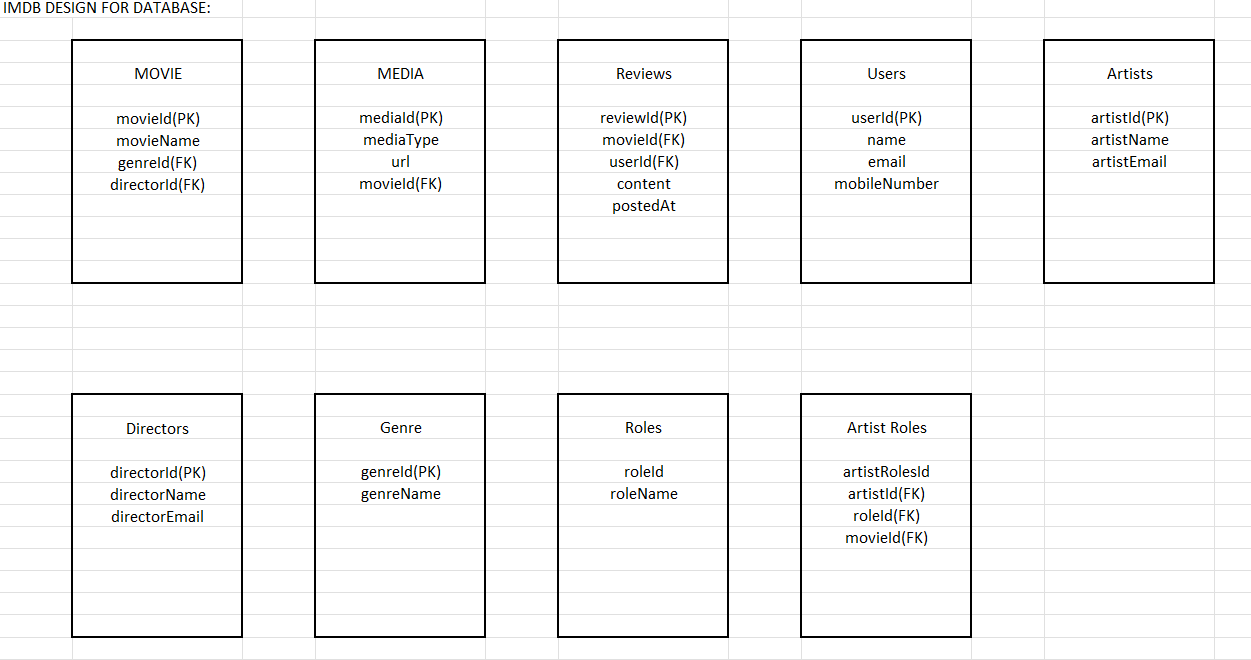 IMDB DESIGN FOR DATABASE:
MOVIE
movieId(PK)
movieName
genreId(FK)
directorId(FK)
MEDIA
mediaId(PK)
mediaType
url
movieId(FK)
Reviews
reviewId(PK)
movieId(FK)
userId(FK)
content
postedAt
Users
userId(PK)
name
email
mobileNumber
Artists
artistId(PK)
artistName
artistEmail
Directors
directorId(PK)
directorName
directorEmail
Genre
genreId(PK)
genreName
Roles
roleId
roleName
Artist Roles
artistRolesId
artistId(FK)
roleId(FK)
movieId(FK)